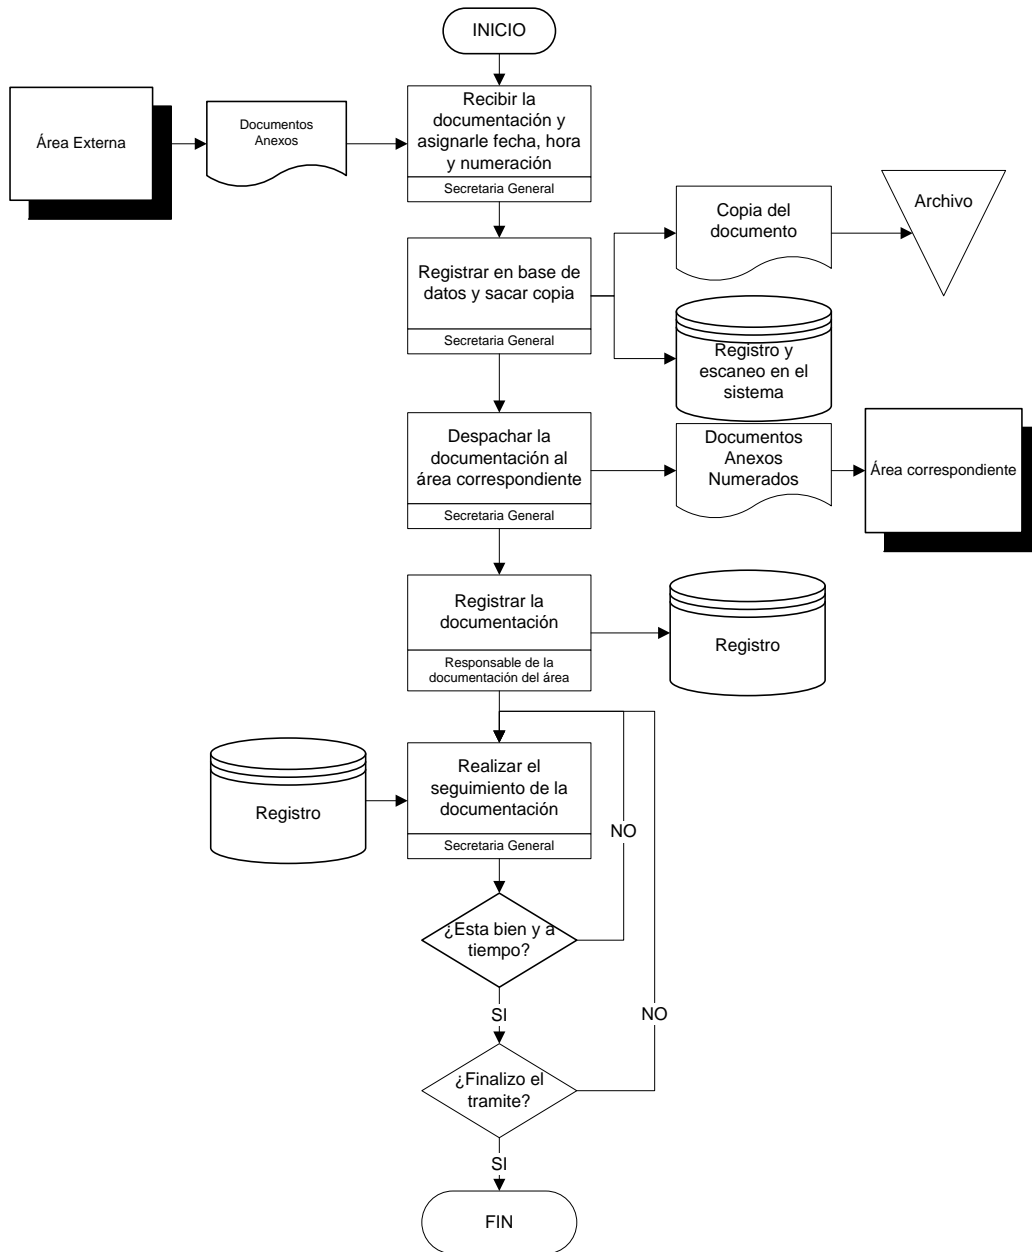 INICIO
Área Externa
Documentos
Anexos
Recibir la
documentación y
asignarle fecha, hora
y numeración
Secretaria General
Copia del
documento
Archivo
Registrar en base de
datos y sacar copia
Secretaria General
Registro y
escaneo en el
sistema
Despachar la
documentación al
área correspondiente
Secretaria General
Documentos
Anexos
Numerados
Área correspondiente
Registrar la
documentación
Responsable de la
documentación del área
Registro
Registro
Realizar el
seguimiento de la
documentación
Secretaria General
NO
¿Esta bien y a
tiempo?
SI
NO
¿Finalizo el
tramite?
SI
FIN